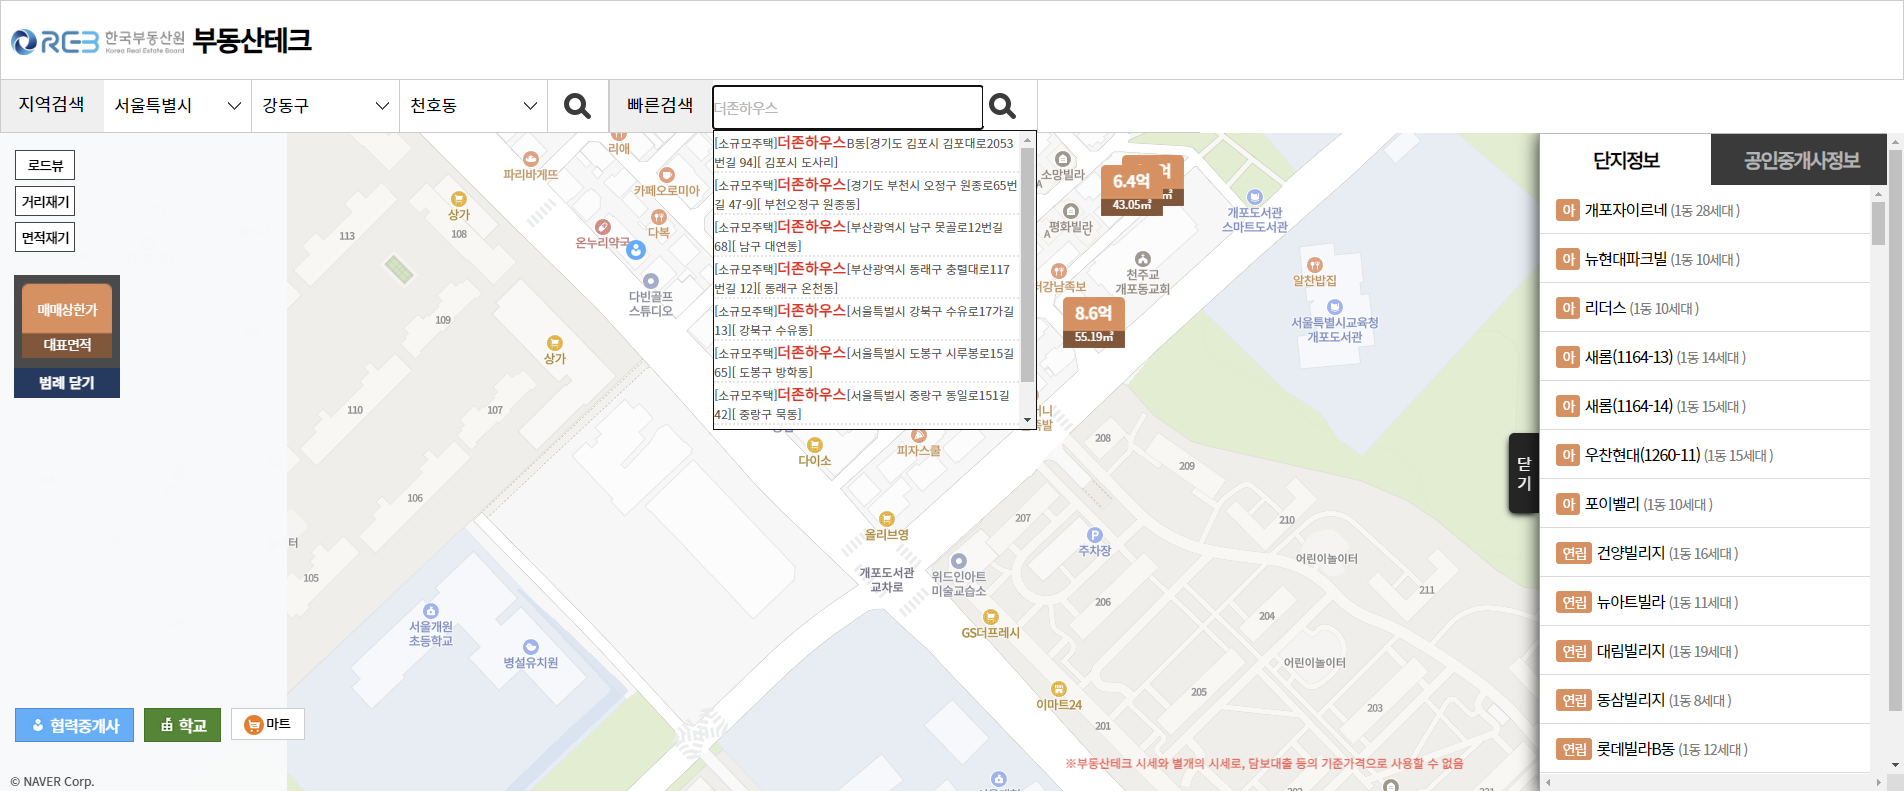 REB 한국부동산원 부동산테크
Korea Real Estate Board
지역검색 서울특별시 강동구 천호동 빠른검색 더존하우스
로드뷰
거리재기
면적재기
매매상한가
대표면적
범례 닫기
[소규모주택]더존하우스B동[경기도 김포시 김포대로2053
번길 94][ 김포시 도사리]
[소규모주택]더존하우스[경기도 부천시 오정구 원종로65번
길 47-9][ 부천오정구 원종동]
[소규모주택]더존하우스[부산광역시 남구 못골로12번길
68][ 남구 대연동]
[소규모주택]더존하우스[부산광역시 동래구 충렬대로117
번길 12][ 동래구 온천동]
[소규모주택]더존하우스[서울특별시 강북구 수유로17가길
13][ 강북구 수유동]
[소규모주택]더존하우스[서울특별시 도봉구 시루봉로15길
65][ 도봉구 방학동]
[소규모주택]더존하우스[서울특별시 중랑구 동일로151길
42][ 중랑구 묵동]
리애
파리바게뜨
카페오로미아
상가
108
113
다복
온누리약국
다빈골프
스튜디오
109
상가
110
107
106
105
터
다이소
피자스쿨
올리브영
개포도서관
교차로
위드인아트
미술교습소
GS더프레시
서울개원
초등학교
병설유치원
소망빌라
억
6.4억
㎡
43.05㎡
평화빌라
개포도서관
스마트도서관
천주교
개포동교회
강남족보
8.6억
55.19㎡
알찬밥집
서울특별시교육청
개포도서관
208
209
207
주차장
210
어린이놀이터
211
206
204
어린이놀이터
205
203
이마트24
201
※부동산테크 시세와 별개의 시세로, 담보대출 등의 기준가격으로 사용할 수 없음
닫
기
단지정보 공인중개사정보
아 개포자이르네 (1동 28세대 )
아 뉴현대파크빌 (1동 10세대 )
아 리더스 (1동 10세대 )
아 새롬(1164-13) (1동 14세대 )
아 새롬(1164-14) (1동 15세대 )
아 우찬현대(1260-11) (1동 15세대 )
아 포이벨리 (1동 10세대 )
연립 건양빌리지 (1동 16세대 )
연립 뉴아트빌라 (1동 11세대 )
연립 대림빌리지 (1동 19세대 )
연립 동삼빌리지 (1동 8세대 )
연립 롯데빌라B동 (1동 12세대 )
협력중개사 학교 마트
© NAVER Corp.